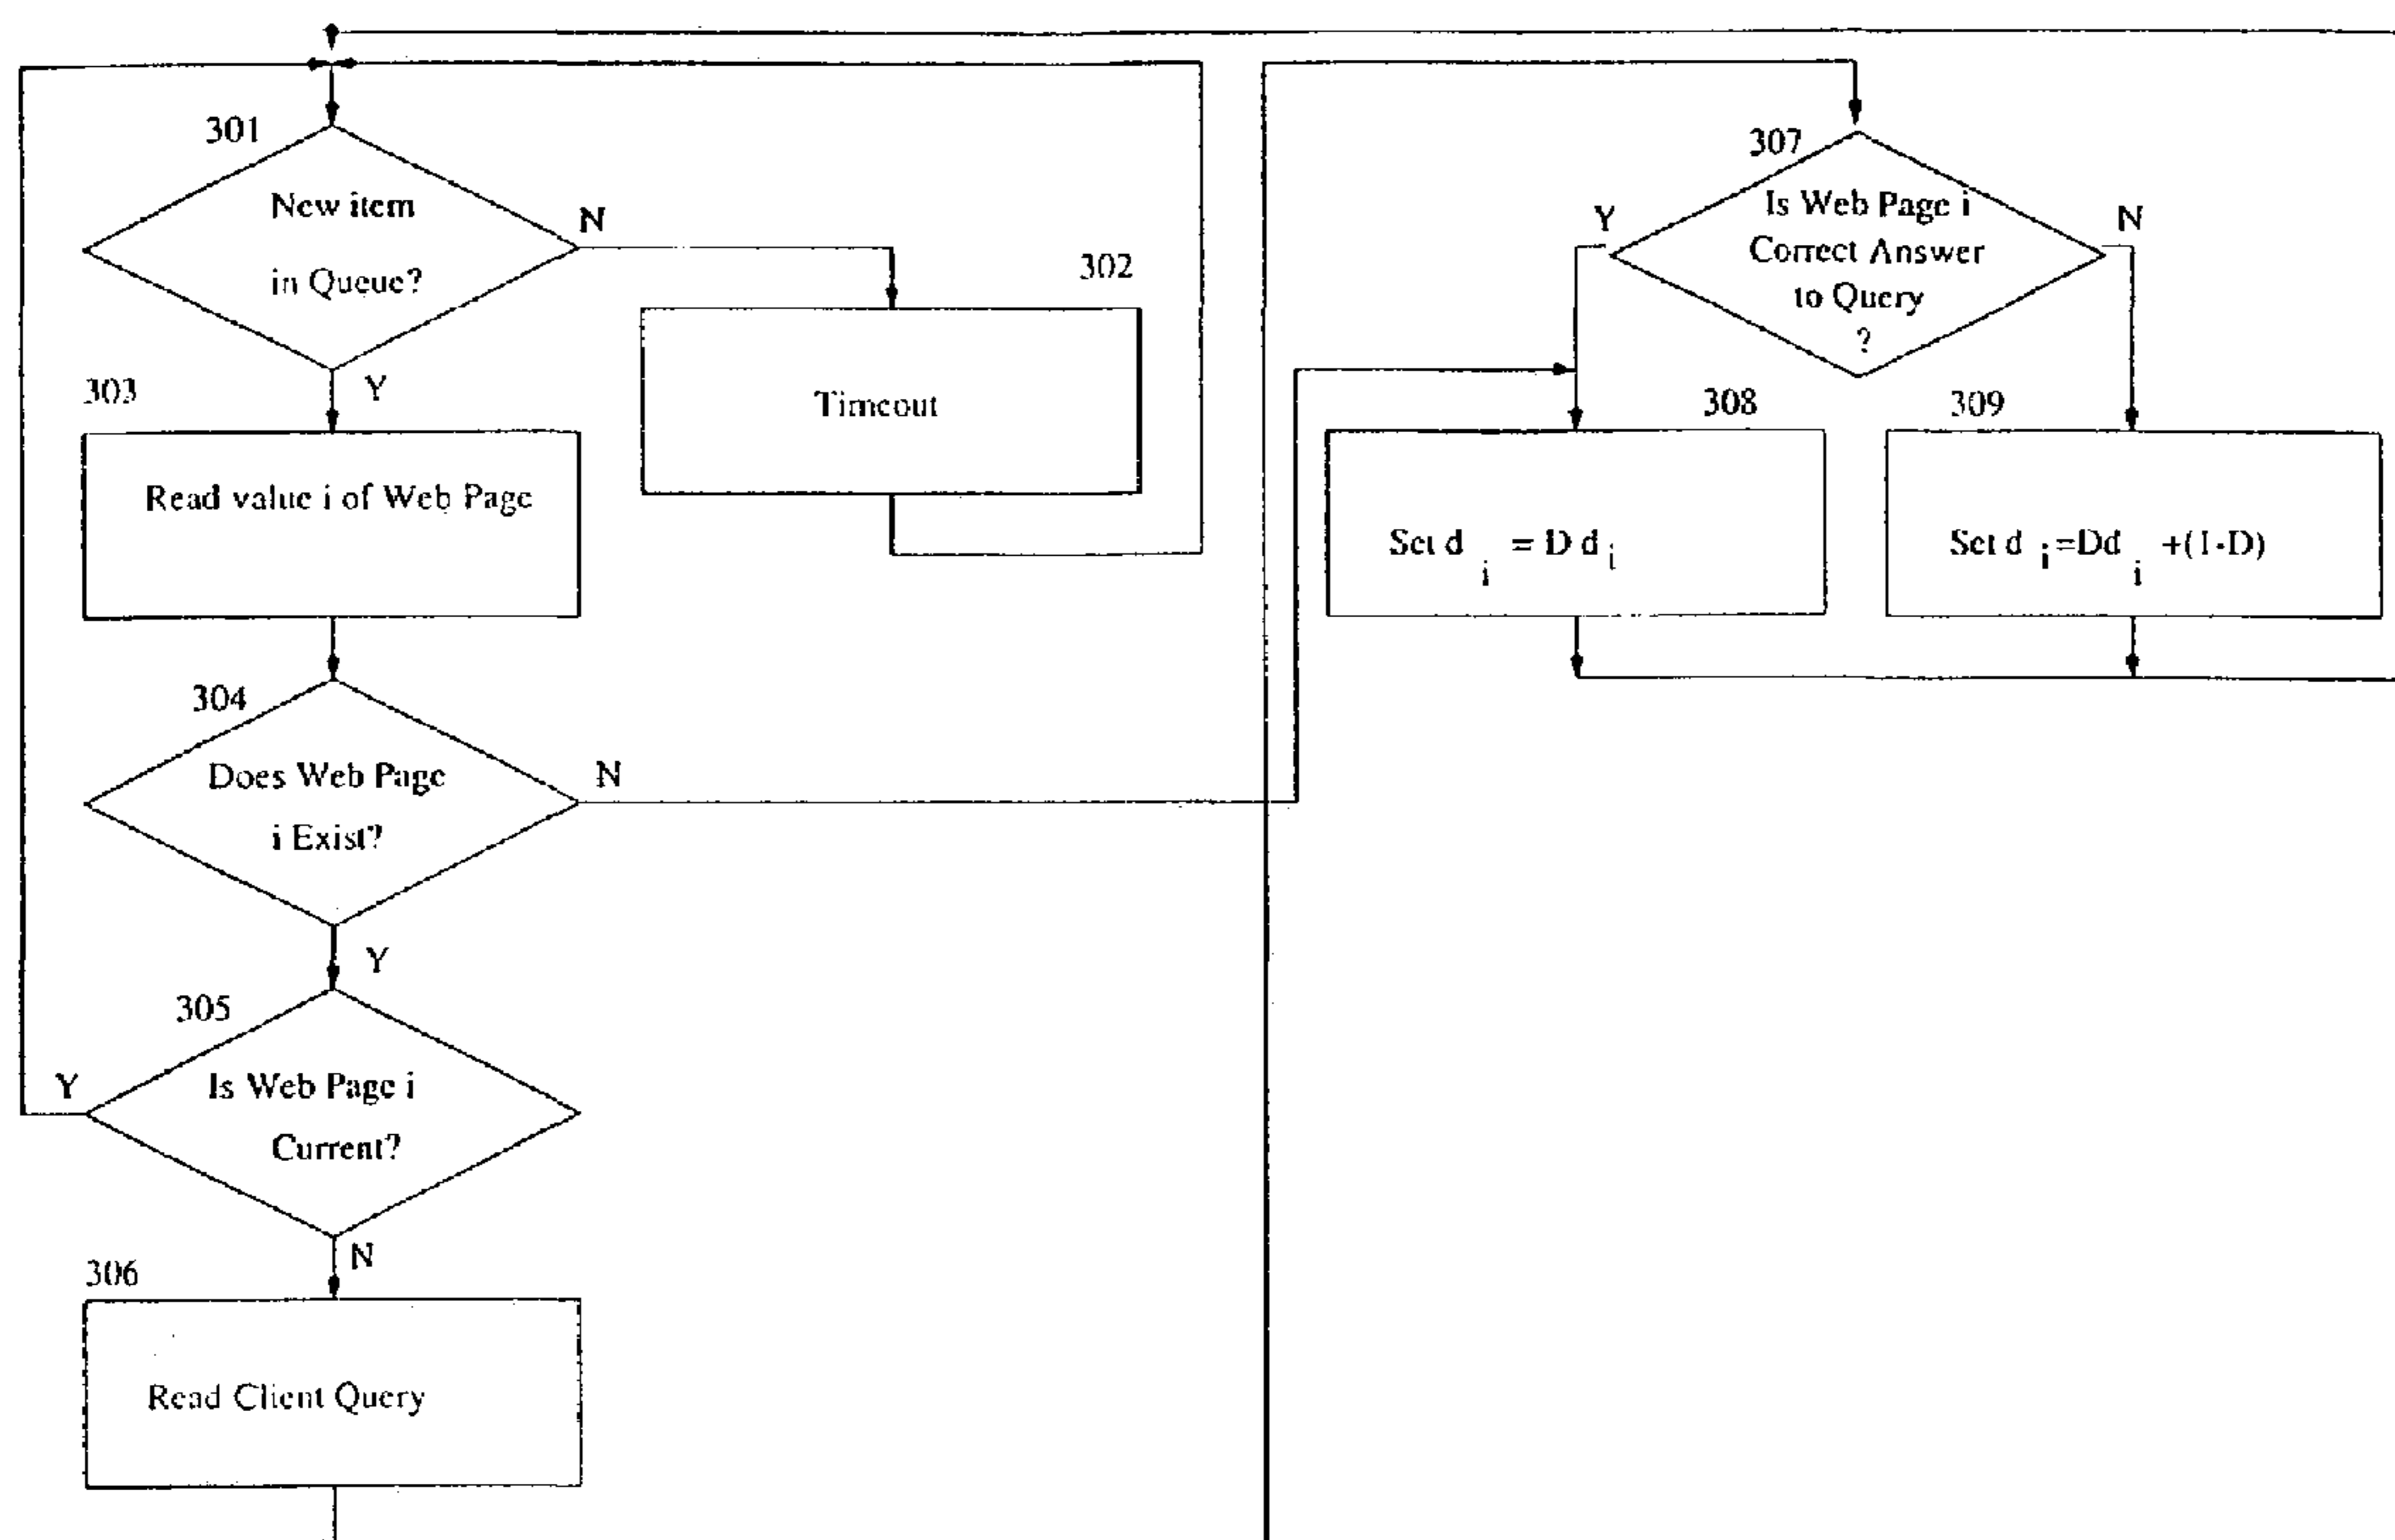 301
New item
in Queue?
N
302
Timeout
303
Y
Read value i of Web Page
304
Does Web Page
i Exist?
N
Y
305
Y
Is Web Page i
Current?
N
306
Read Client Query
307
Is Web Page i
Correct Answer
to Query
?
Y
N
308
Set d i = D d i
309
Set d i =Dd i +(1-D)